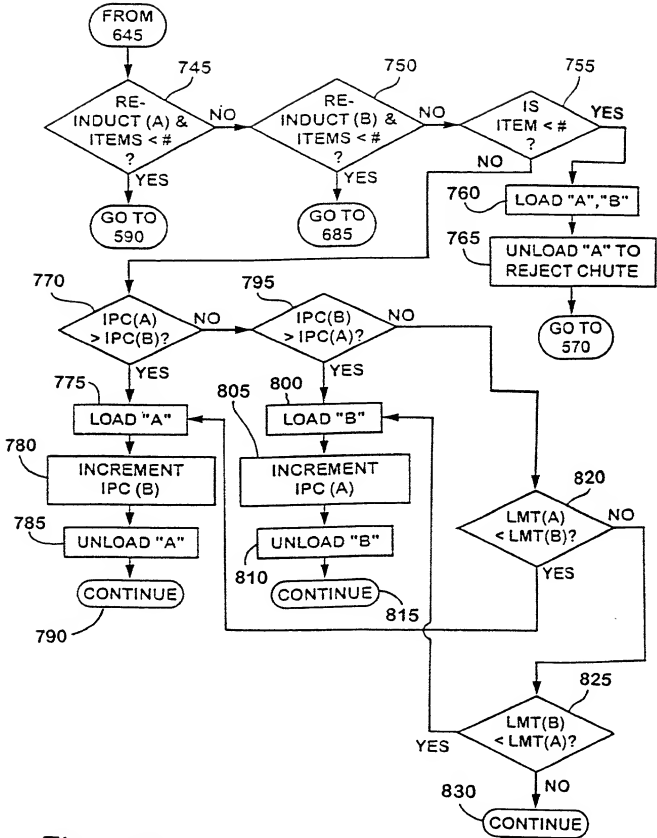 FROM
645
745
RE-
INDUCT (A) &
ITEMS < #
?
NO
YES
GO TO
590
750
RE-
INDUCT (B) &
ITEMS < #
?
NO
YES
GO TO
685
755
IS
ITEM < #
?
YES
NO
760
LOAD "A","B"
765
UNLOAD "A" TO
REJECT CHUTE
GO TO
570
770
IPC(A)
> IPC(B)?
NO
YES
795
IPC(B)
> IPC(A)?
NO
YES
775
LOAD "A"
780
INCREMENT
IPC (B)
785
UNLOAD "A"
CONTINUE
790
800
LOAD "B"
805
INCREMENT
IPC (A)
810
UNLOAD "B"
CONTINUE
815
820
LMT(A)
< LMT(B)?
NO
YES
825
LMT(B)
< LMT(A)?
YES
NO
830
CONTINUE